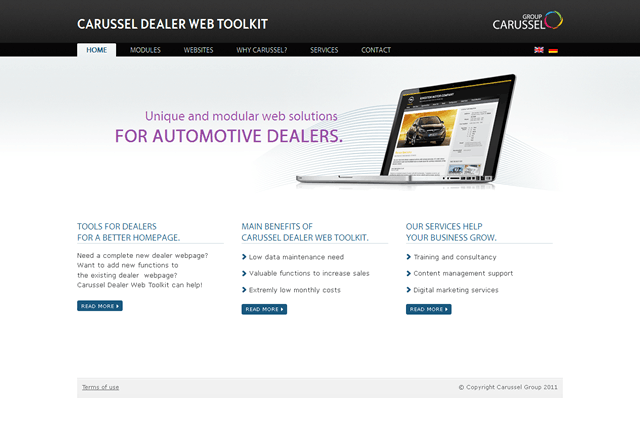 CARUSSEL DEALER WEB TOOLKIT
GROUP
CARUSSEL
HOME MODULES WEBSITES WHY CARUSSEL? SERVICES CONTACT
Unique and modular web solutions
FOR AUTOMOTIVE DEALERS.
TOOLS FOR DEALERS
FOR A BETTER HOMEPAGE.
Need a complete new dealer webpage?
Want to add new functions to
the existing dealer webpage?
Carussel Dealer Web Toolkit can help!
READ MORE
MAIN BENEFITS OF
CARUSSEL DEALER WEB TOOLKIT.
Low data maintenance need
Valuable functions to increase sales
Extremly low monthly costs
READ MORE
OUR SERVICES HELP
YOUR BUSINESS GROW.
Training and consultancy
Content management support
Digital marketing services
READ MORE
Terms of use
© Copyright Carussel Group 2011